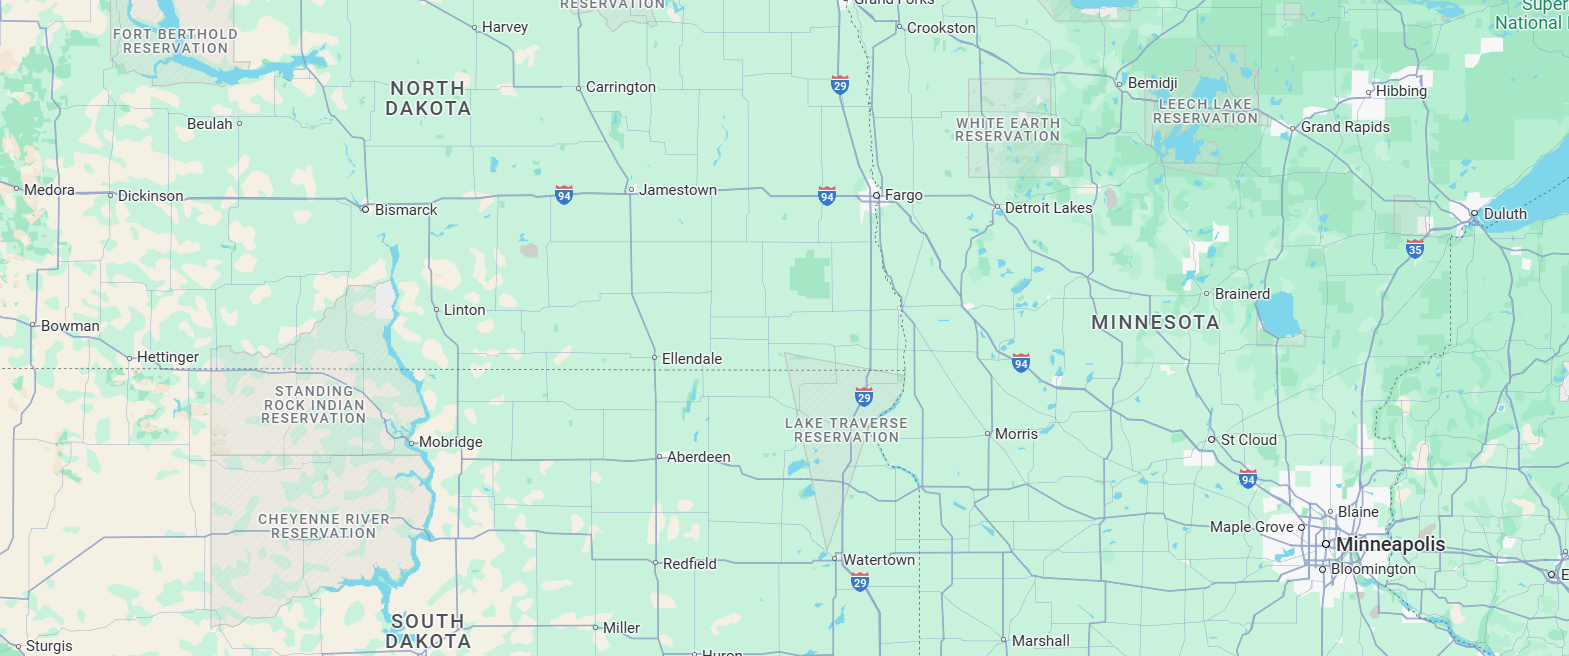 RESERVATION
Grand Forks
Super
National
FORT BERTHOLD
RESERVATION
Harvey
Crookston
NORTH
DAKOTA
Carrington
29
Bemidji
Hibbing
LEECH LAKE
RESERVATION
Beulah
WHITE EARTH
RESERVATION
Grand Rapids
Medora
Dickinson
94
Jamestown
94
Fargo
Bismarck
Detroit Lakes
Duluth
35
Brainerd
Linton
Bowman
MINNESOTA
Hettinger
Ellendale
94
STANDING
ROCK INDIAN
RESERVATION
29
LAKE TRAVERSE
RESERVATION
Mobridge
Morris
St Cloud
Aberdeen
94
CHEYENNE RIVER
RESERVATION
Blaine
Maple Grove
Minneapolis
Redfield
Watertown
Bloomington
29
E
SOUTH
DAKOTA
Miller
Marshall
Sturgis
Huron